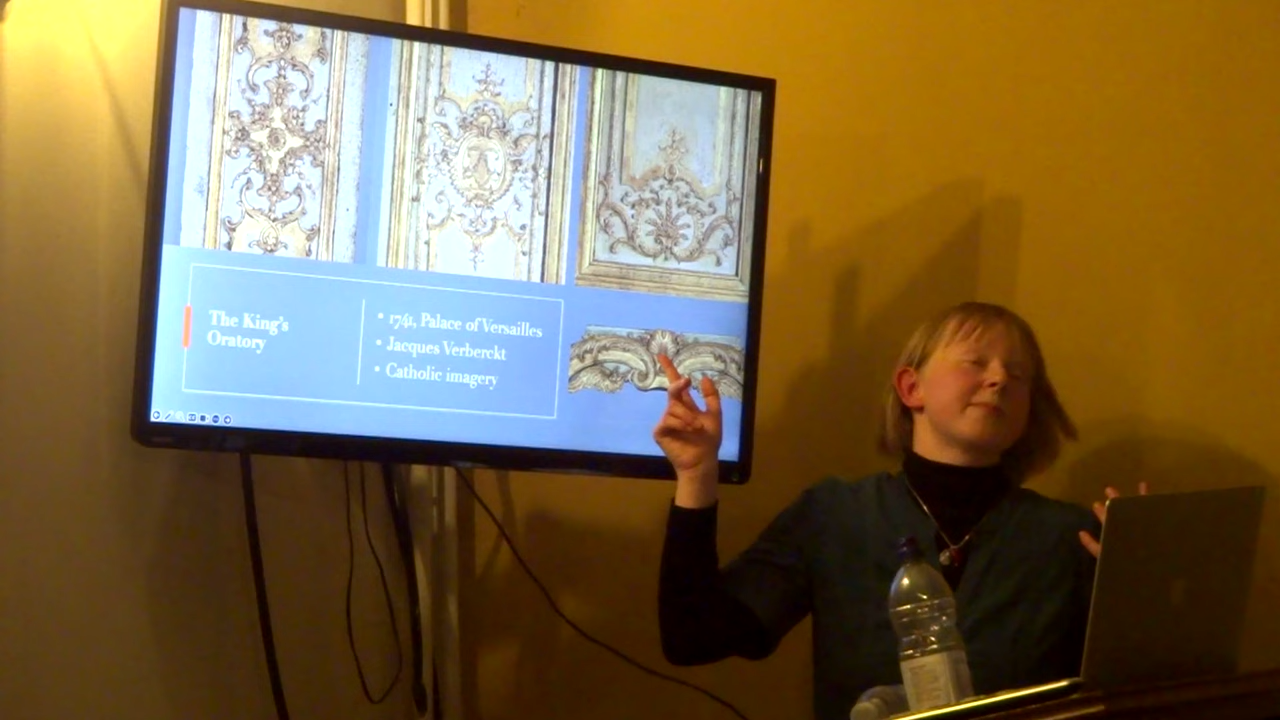 The King's
Oratory
• 1741, Palace of Versailles
• Jacques Verberckt
• Catholic imagery